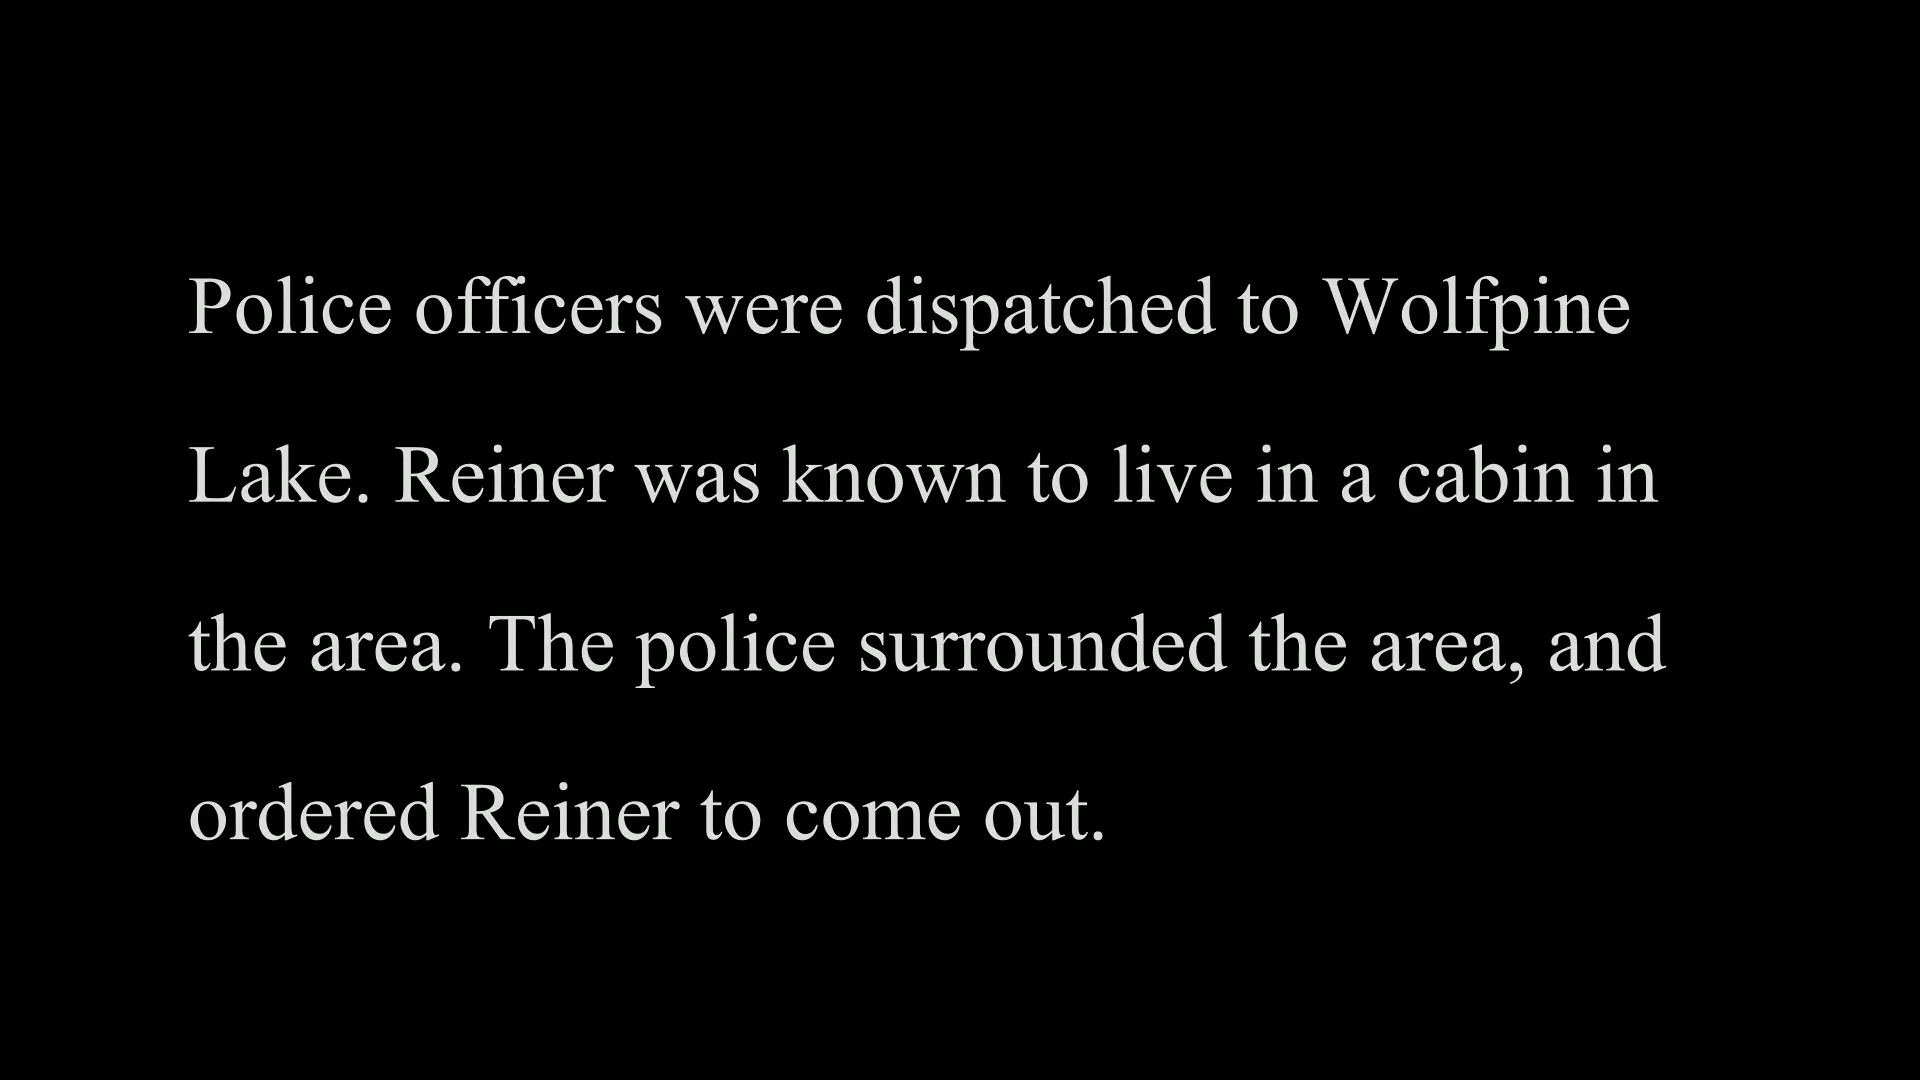 Police officers were dispatched to Wolfpine
Lake. Reiner was known to live in a cabin in
the area. The police surrounded the area, and
ordered Reiner to come out.